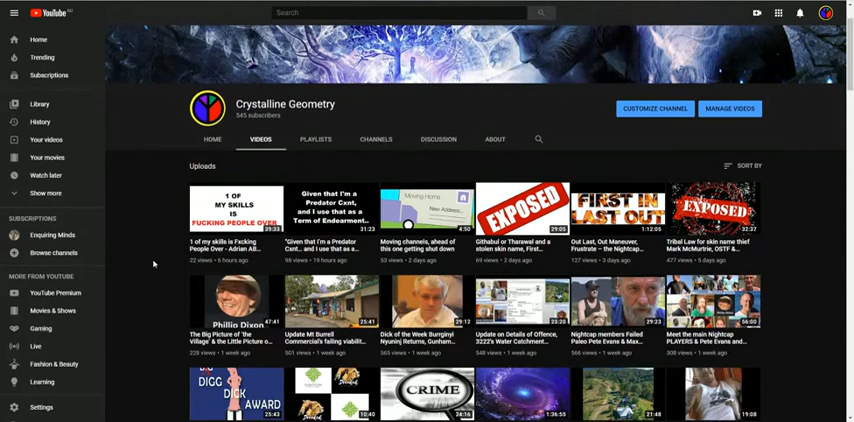 YouTube AU
Search
Home
Trending
Subscriptions
Library
History
Your videos
Your movies
Watch later
Show more
SUBSCRIPTIONS
Enquiring Minds
Browse channels
MORE FROM YOUTUBE
YouTube Premium
Movies & Shows
Gaming
Live
Fashion & Beauty
Learning
Settings
Crystalline Geometry
545 subscribers
CUSTOMIZE CHANNEL
MANAGE VIDEOS
HOME
VIDEOS
PLAYLISTS
CHANNELS
DISCUSSION
ABOUT
Uploads
SORT BY
1 OF
MY SKILLS
IS
FUCKING PEOPLE OVER
39:33
1 of my skills is Fxcking
People Over - Adrian AB...
22 views • 6 hours ago
Given that I'm a
Predator Cxnt,
and I use that as a
Term of Endearment..
31:23
"Given that I'm a Predator
Cxnt... and I use that as a...
98 views • 19 hours ago
Moving Home
New Address
4:50
Moving channels, ahead of
this one getting shut down
53 views • 2 days ago
EXPOSED
29:05
Githabul or Tharawal and a
stolen skin name, First...
69 views • 2 days ago
FIRST IN
LAST OUT
1:12:05
Out Last, Out Maneuver,
Frustrate ~ the Nightcap...
127 views • 3 days ago
EXPOSED
32:37
Tribal Law for skin name thief
Mark McMurtrie, OSTF &...
477 views • 5 days ago
Phillip Dixon
47:41
The Big Picture of 'The
Village' & the Little Picture o...
228 views • 1 week ago
25:41
Update Mt Burrell
Commercial's failing viabilit...
501 views • 1 week ago
29:12
Dick of the Week Burrginyi
Nyuninj Returns, Gunham...
565 views • 1 week ago
23:20
Update on Details of Offence,
3222's Water Catchment...
548 views • 1 week ago
29:23
Nightcap members Failed
Paleo Pete Evans & Max...
566 views • 1 week ago
56:00
Meet the main Nightcap
PLAYERS & Pete Evans and...
308 views • 1 week ago
DIGG
DICK
AWARD
25:43
10:40
CRIME
24:16
1:36:55
21:48
19:08